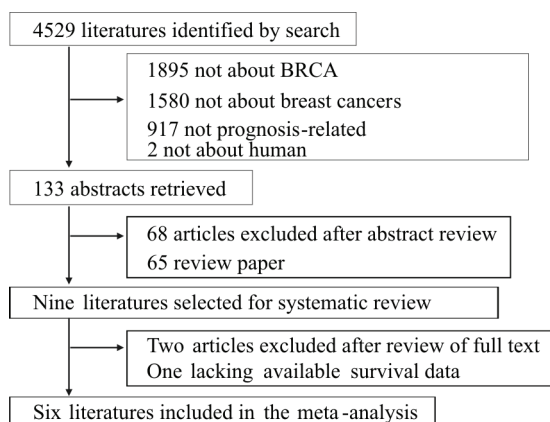 4529 literatures identified by search
1895 not about BRCA
1580 not about breast cancers
917 not prognosis-related
2 not about human
133 abstracts retrieved
68 articles excluded after abstract review
65 review paper
Nine literatures selected for systematic review
Two articles excluded after review of full text
One lacking available survival data
Six literatures included in the meta-analysis